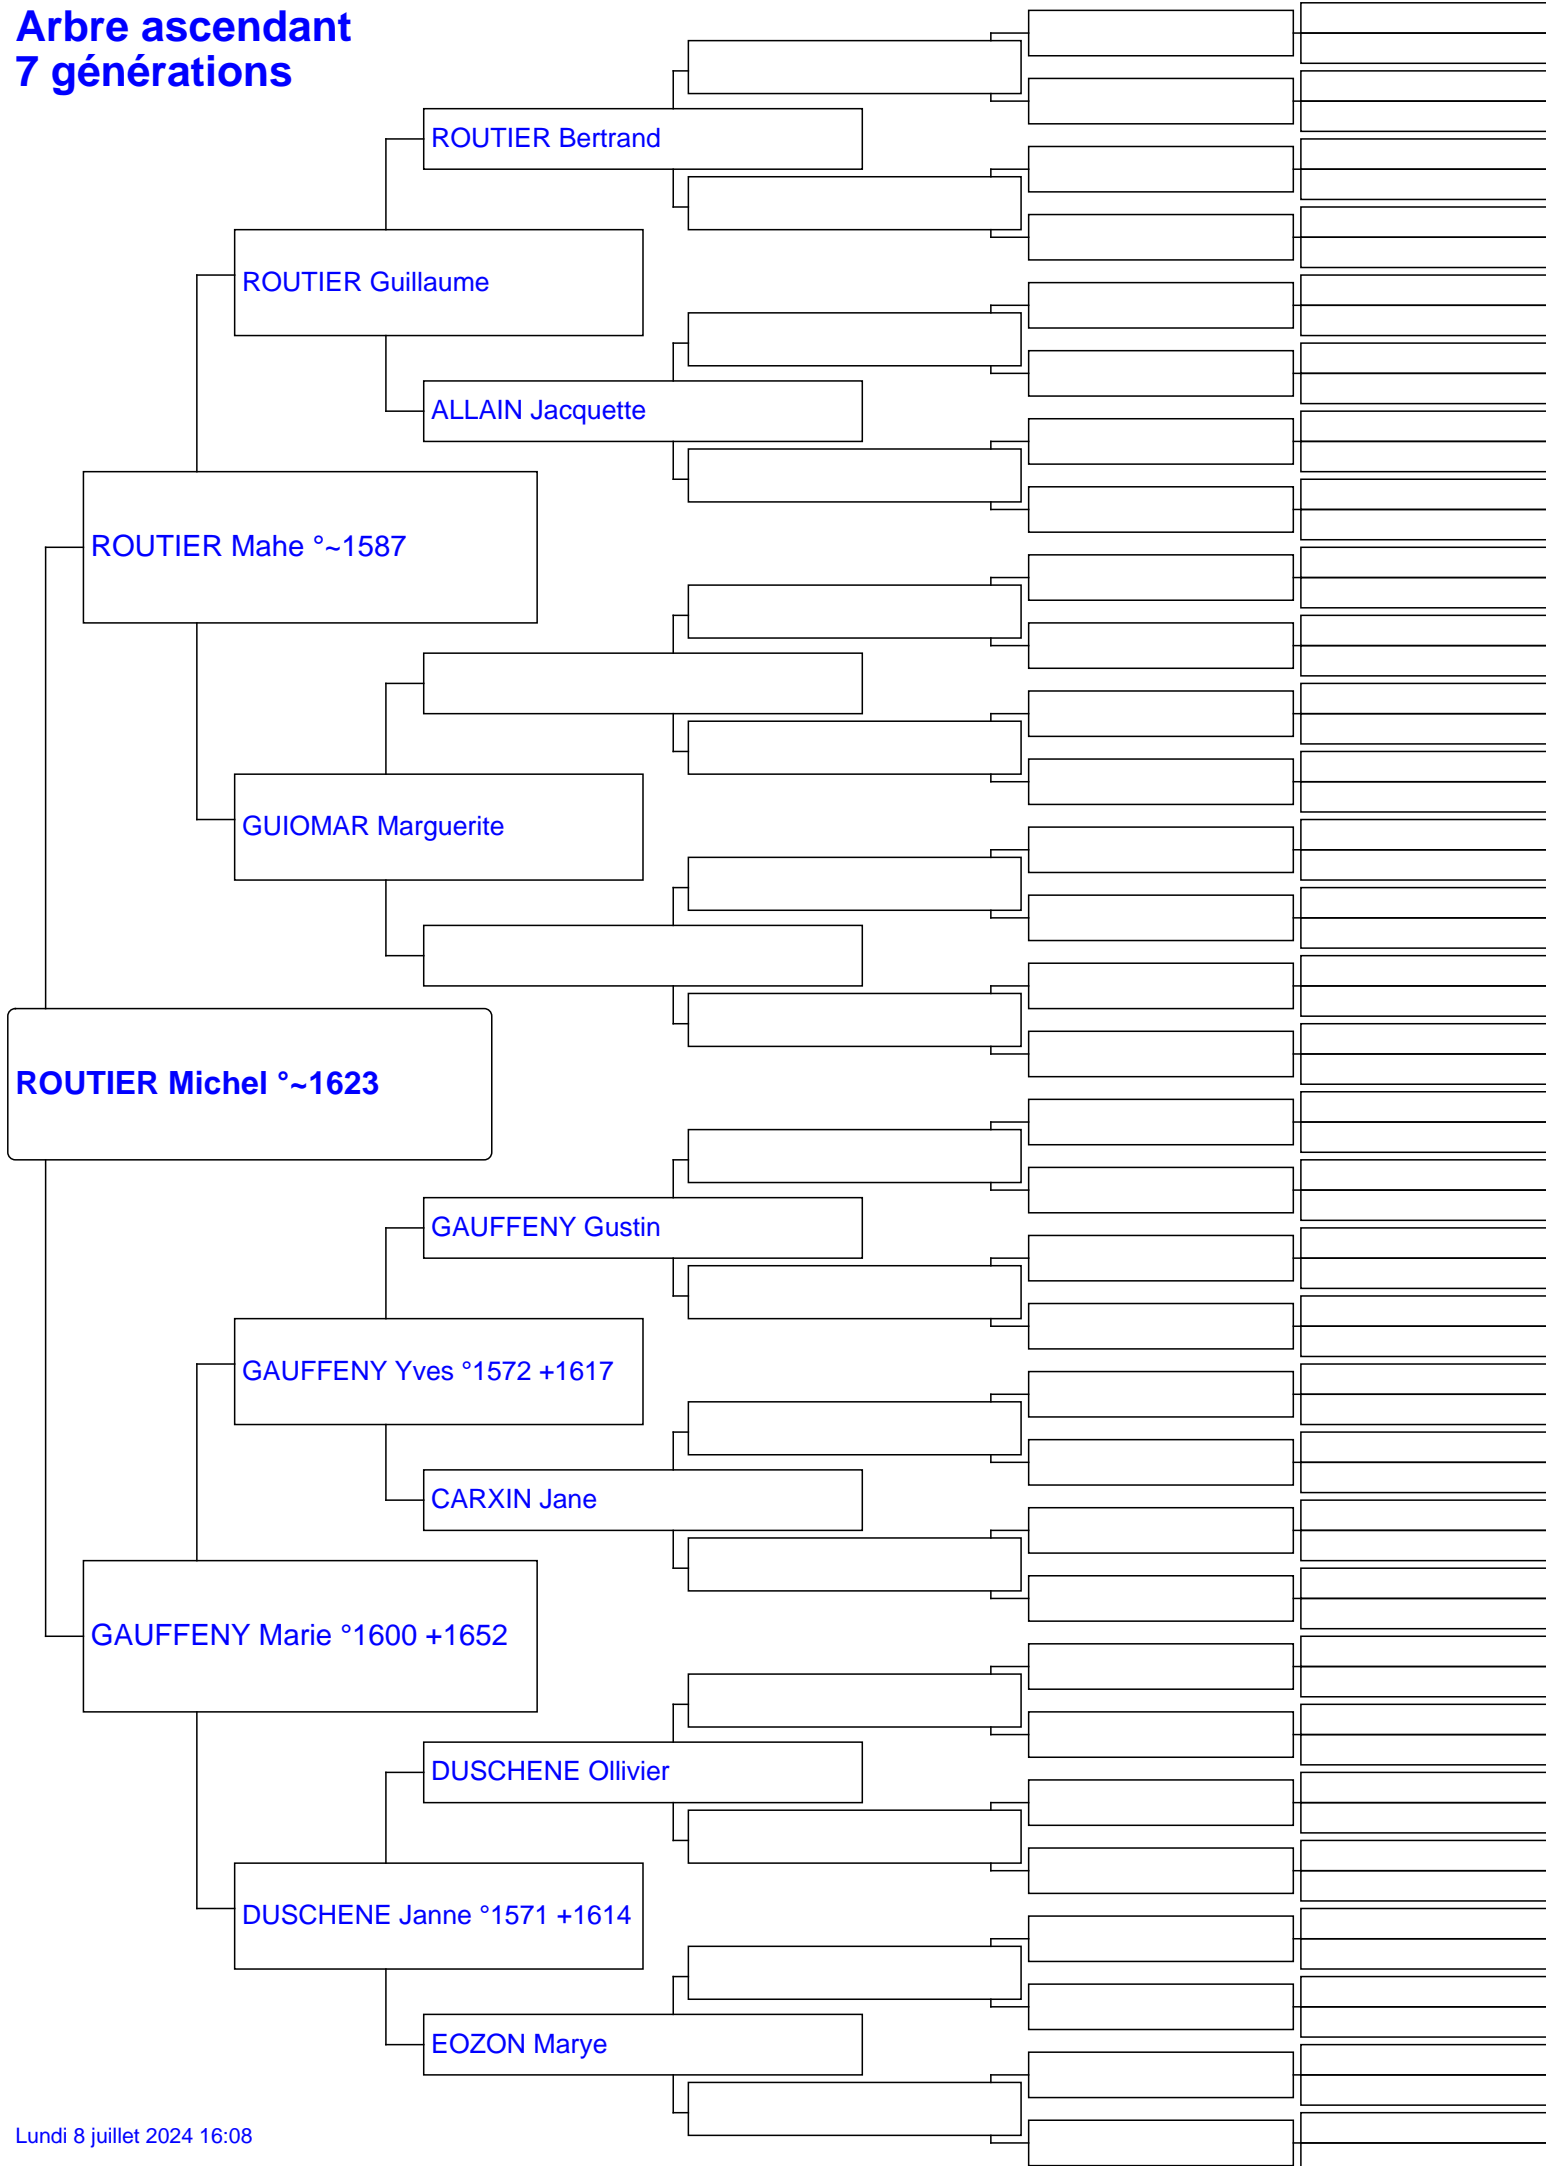 Arbre ascendant
7 générations
ROUTIER Bertrand
ROUTIER Guillaume
ALLAIN Jacquette
ROUTIER Mahe °~1587
GUIOMAR Marguerite
ROUTIER Michel °~1623
GAUFFENY Gustin
GAUFFENY Yves °1572 +1617
CARXIN Jane
GAUFFENY Marie °1600 +1652
DUSCHENE Ollivier
DUSCHENE Janne °1571 +1614
EOZON Marye
Lundi 8 juillet 2024 16:08